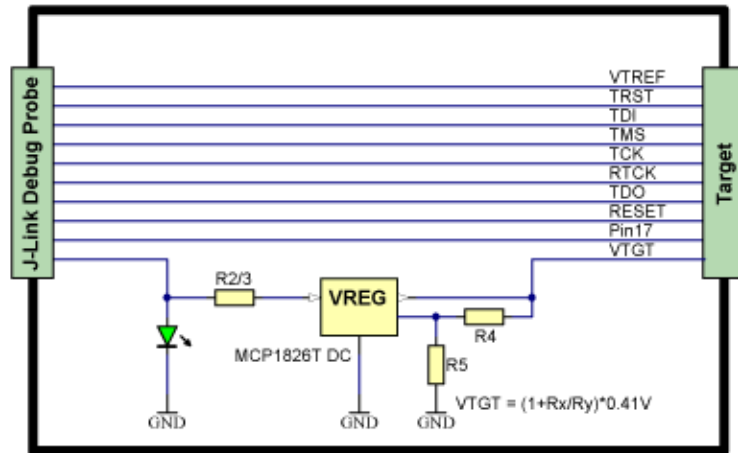 J-Link Debug Probe
VTREF
TRST
TDI
TMS
TCK
RTCK
TDO
RESET
Pin17
VTGT
Target
R2/3
VREG
MCP1826T DC
R4
R5
GND
GND
GND
VTGT = (1+Rx/Ry)*0.41V